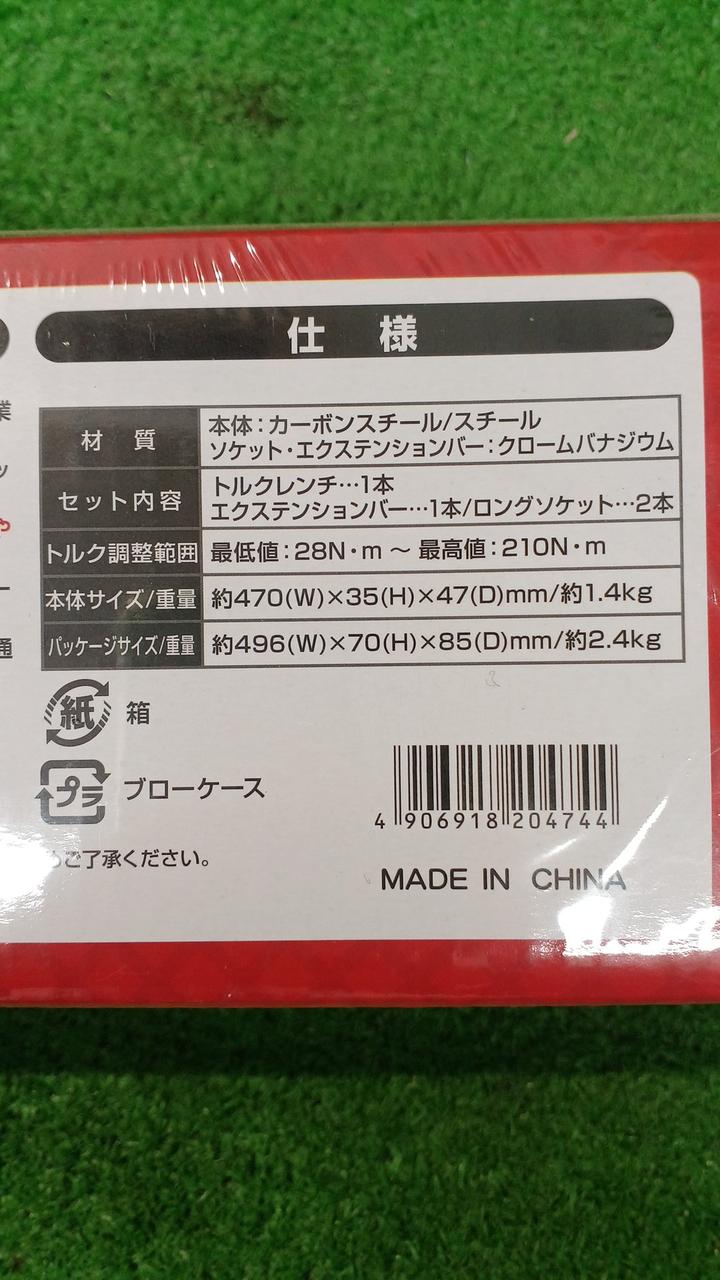 仕様
材質
本体:カーボンスチール/スチール
ソケット・エクステンションバー:クロームバナジウム
セット内容
トルクレンチ…1本
エクステンションバー…1本/ロングソケット…2本
トルク調整範囲 最低値:28N・m ~ 最高値:210N・m
本体サイズ/重量 約470(W)×35(H)×47(D)mm/約1.4kg
パッケージサイズ/重量 約496(W)×70(H)×85(D)mm/約2.4kg
紙 箱
プラ ブローケース
4 906918 204744
ご了承ください。
MADE IN CHINA
業
ッ
や
ー
通